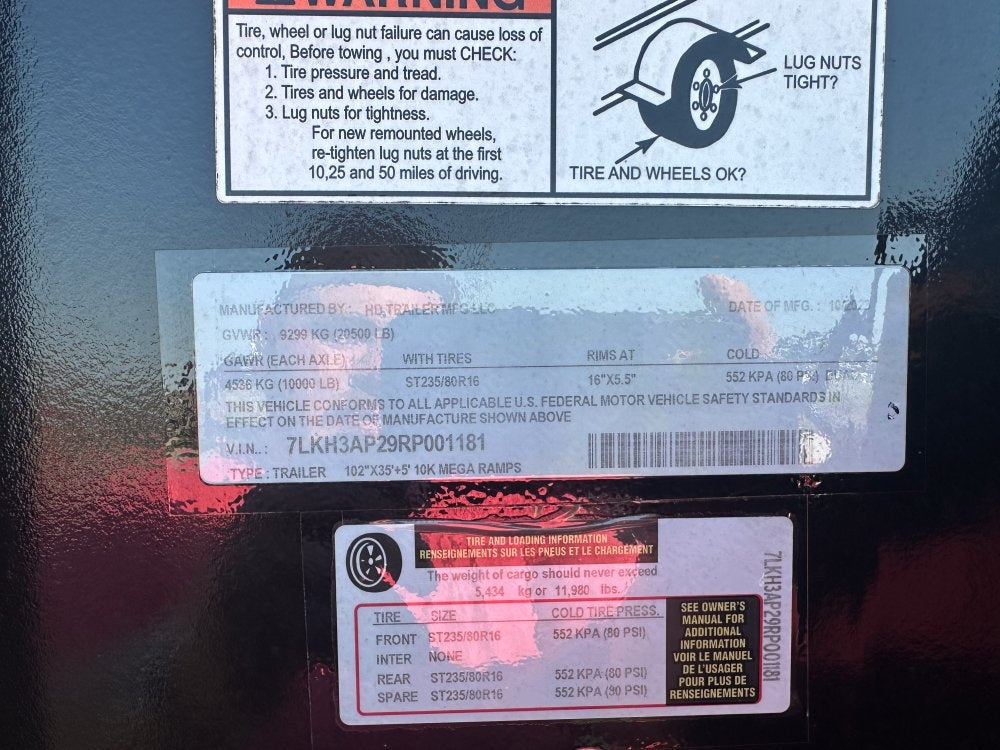 WARNING
Tire, wheel or lug nut failure can cause loss of
control, Before towing , you must CHECK:
1. Tire pressure and tread.
2. Tires and wheels for damage.
3. Lug nuts for tightness.
For new remounted wheels,
re-tighten lug nuts at the first
10,25 and 50 miles of driving.
LUG NUTS
TIGHT?
TIRE AND WHEELS OK?
MANUFACTURED BY : HD TRAILER MFG LLC
DATE OF MFG. :
GVWR : 9299 KG (20500 LB)
GAWR (EACH AXLE) WITH TIRES RIMS AT COLD
4536 KG (10000 LB) ST235/80R16 16"X5.5" 552 KPA (80 PSI)
THIS VEHICLE CONFORMS TO ALL APPLICABLE U.S. FEDERAL MOTOR VEHICLE SAFETY STANDARDS IN
EFFECT ON THE DATE OF MANUFACTURE SHOWN ABOVE
V.I.N.. : 7LKH3AP29RP001181
TYPE : TRAILER 102"X35'+5' 10K MEGA RAMPS
TIRE AND LOADING INFORMATION
RENSEIGNEMENTS SUR LES PNEUS ET LE CHARGEMENT
The weight of cargo should never exceed
5,434 kg or 11,980 lbs.
TIRE SIZE COLD TIRE PRESS.
FRONT ST235/80R16 552 KPA (80 PSI)
INTER NONE
REAR ST235/80R16 552 KPA (80 PSI)
SPARE ST235/80R16 552 KPA (80 PSI)
SEE OWNER'S
MANUAL FOR
ADDITIONAL
INFORMATION
VOIR LE MANUEL
DE L'USAGER
POUR PLUS DE
RENSEIGNEMENTS
7LKH3AP29RP001181